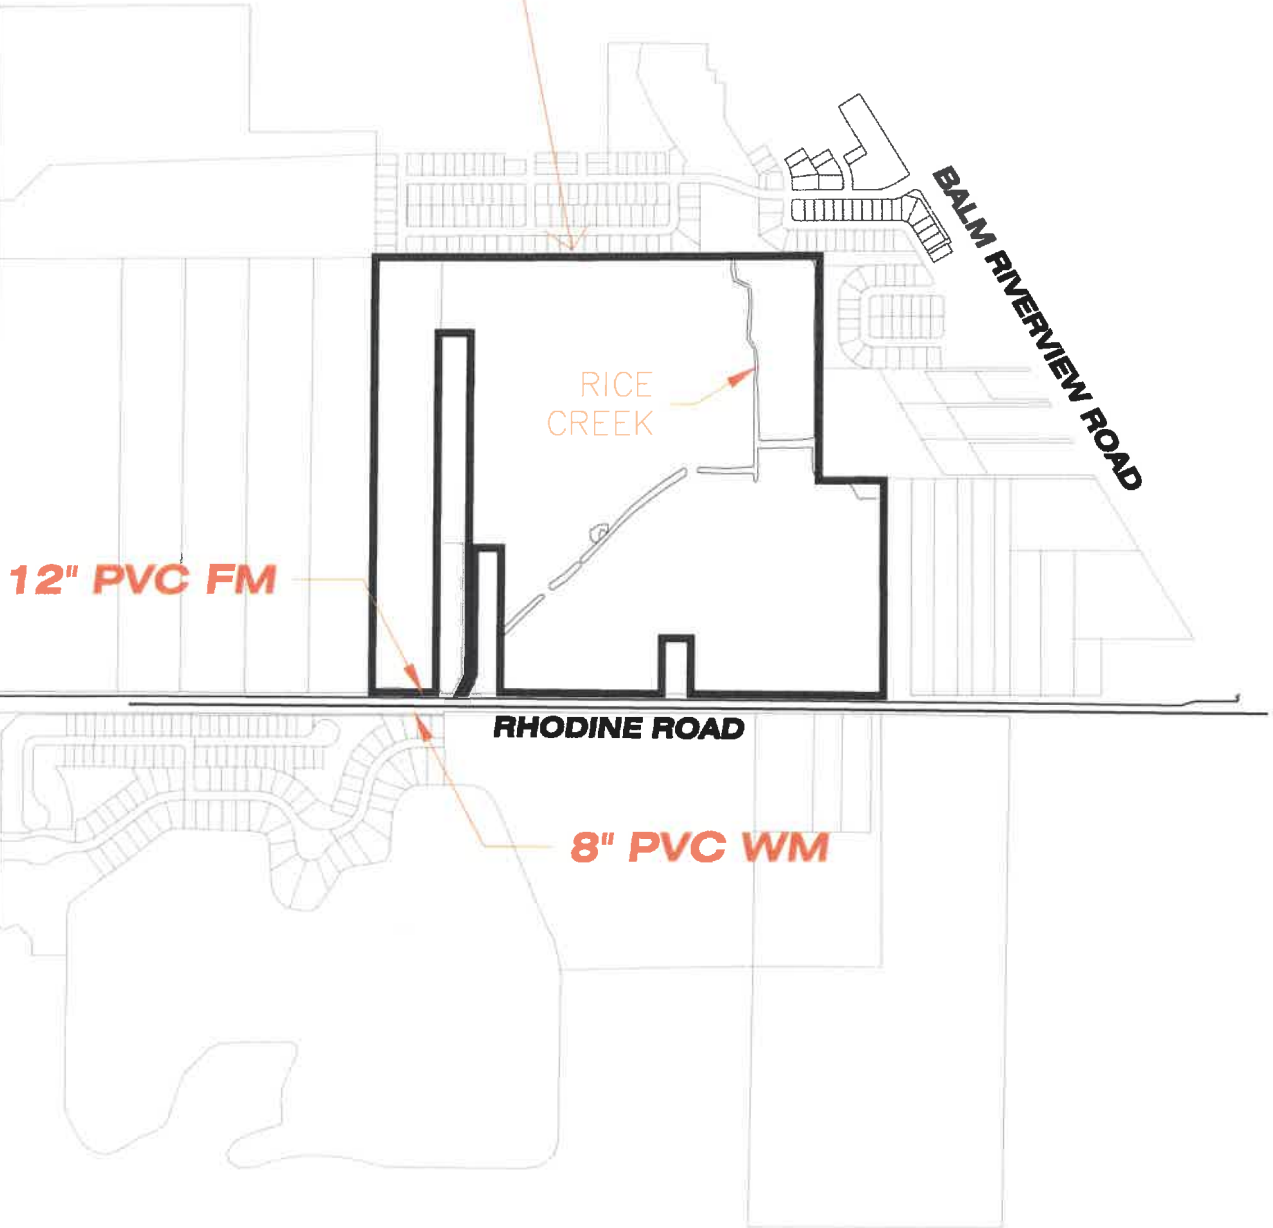 BALM RIVERVIEW ROAD
RICE
CREEK
12" PVC FM
RHODINE ROAD
8" PVC WM